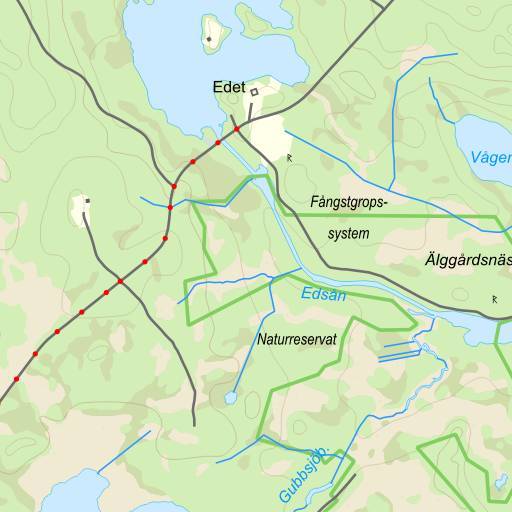 Edet
Vågen
Fångstgrops-
system
Älggårdsnäs
Edsån
Naturreservat
Gubbsjöb.